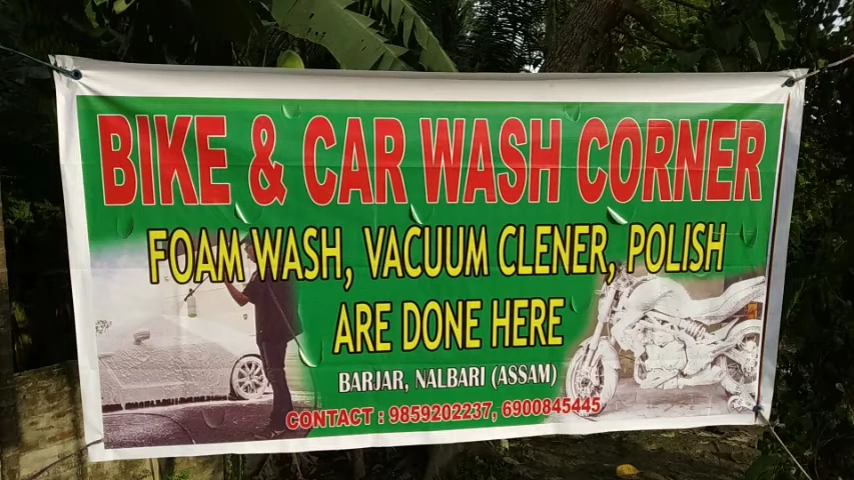 BIKE & CAR WASH CORNER
FOAM WASH, VACUUM CLENER, POLISH
ARE DONE HERE
BARJAR, NALBARI (ASSAM)
CONTACT : 9859202237, 6900845445